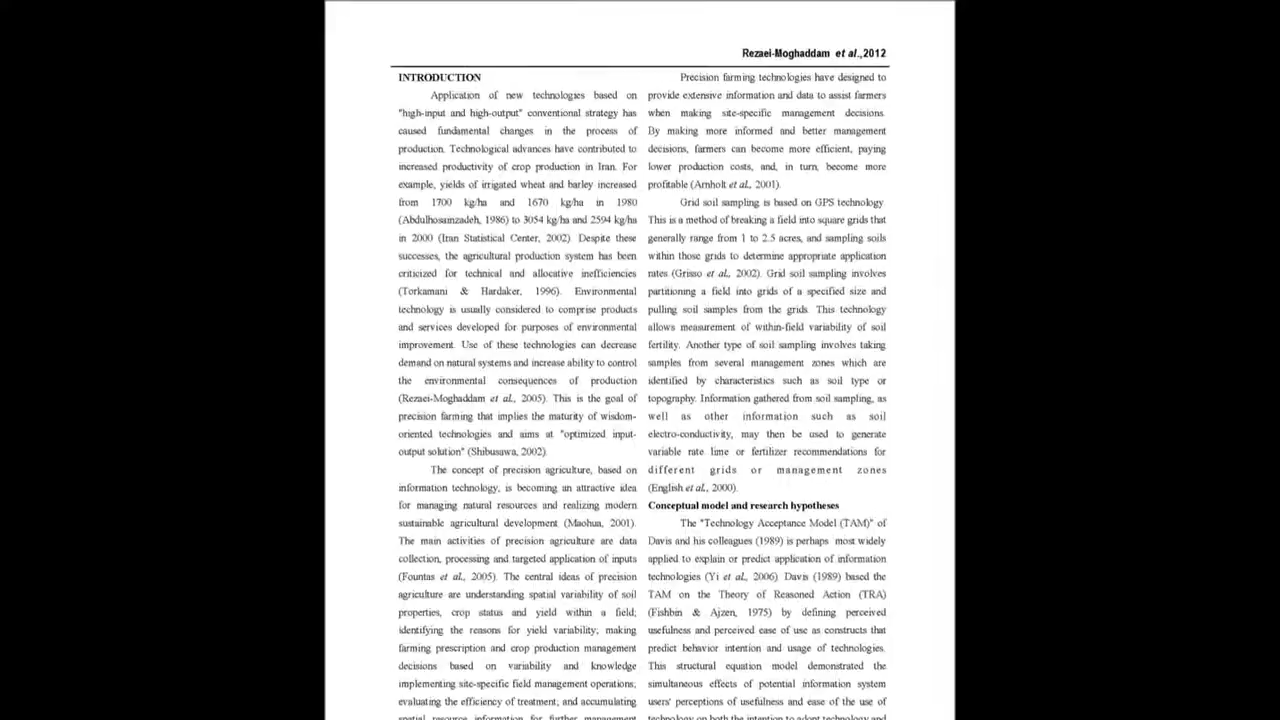 Rezaei-Moghaddam et al.,2012
INTRODUCTION
Application of new technologies based on
"high-input and high-output" conventional strategy has
caused fundamental changes in the process of
production. Technological advances have contributed to
increased productivity of crop production in Iran. For
example, yields of irrigated wheat and barley increased
from 1700 kg/ha and 1670 kg/ha in 1980
(Abdulhosainzadeh, 1986) to 3054 kg/ha and 2594 kg/ha
in 2000 (Iran Statistical Center, 2002). Despite these
successes, the agricultural production system has been
criticized for technical and allocative inefficiencies
(Torkamani & Hardaker, 1996). Environmental
technology is usually considered to comprise products
and services developed for purposes of environmental
improvement. Use of these technologies can decrease
demand on natural systems and increase ability to control
the environmental consequences of production
(Rezaei-Moghaddam et al., 2005). This is the goal of
precision farming that implies the maturity of wisdom-
oriented technologies and aims at "optimized input-
output solution" (Shibusawa, 2002).
The concept of precision agriculture, based on
information technology, is becoming an attractive idea
for managing natural resources and realizing modern
sustainable agricultural development (Maohua, 2001).
The main activities of precision agriculture are data
collection, processing and targeted application of inputs
(Fountas et al., 2005). The central ideas of precision
agriculture are understanding spatial variability of soil
properties, crop status and yield within a field;
identifying the reasons for yield variability; making
farming prescription and crop production management
decisions based on variability and knowledge
implementing site-specific field management operations;
evaluating the efficiency of treatment; and accumulating
spatial resource information for further management
Precision farming technologies have designed to
provide extensive information and data to assist farmers
when making site-specific management decisions.
By making more informed and better management
decisions, farmers can become more efficient, paying
lower production costs, and, in turn, become more
profitable (Arnholt et al., 2001).
Grid soil sampling is based on GPS technology.
This is a method of breaking a field into square grids that
generally range from 1 to 2.5 acres, and sampling soils
within those grids to determine appropriate application
rates (Grisso et al., 2002). Grid soil sampling involves
partitioning a field into grids of a specified size and
pulling soil samples from the grids. This technology
allows measurement of within-field variability of soil
fertility. Another type of soil sampling involves taking
samples from several management zones which are
identified by characteristics such as soil type or
topography. Information gathered from soil sampling, as
well as other information such as soil
electro-conductivity, may then be used to generate
variable rate lime or fertilizer recommendations for
different grids or management zones
(English et al., 2000).
Conceptual model and research hypotheses
The "Technology Acceptance Model (TAM)" of
Davis and his colleagues (1989) is perhaps most widely
applied to explain or predict application of information
technologies (Yi et al., 2006). Davis (1989) based the
TAM on the Theory of Reasoned Action (TRA)
(Fishbin & Ajzen, 1975) by defining perceived
usefulness and perceived ease of use as constructs that
predict behavior intention and usage of technologies.
This structural equation model demonstrated the
simultaneous effects of potential information system
users' perceptions of usefulness and ease of the use of
technology on both the intention to adopt technology and